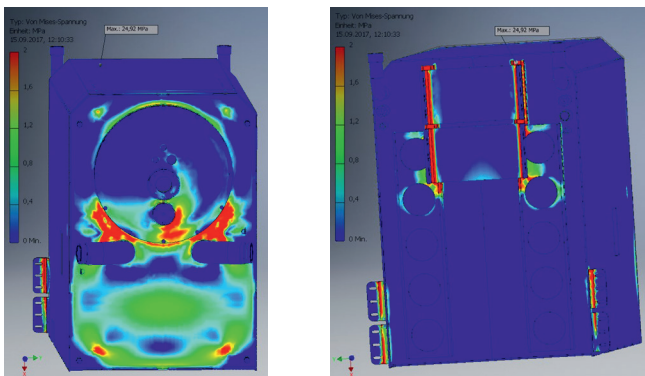 Typ: Von Mises-Spannung
Einheit: MPa
15.09.2017, 12:10:33
Max.: 24,92 MPa
2
1,6
1,2
0,8
0,4
0 Min.
Typ: Von Mises-Spannung
Einheit: MPa
15.09.2017, 12:10:33
Max.: 24,92 MPa
2
1,6
1,2
0,8
0,4
0 Min.